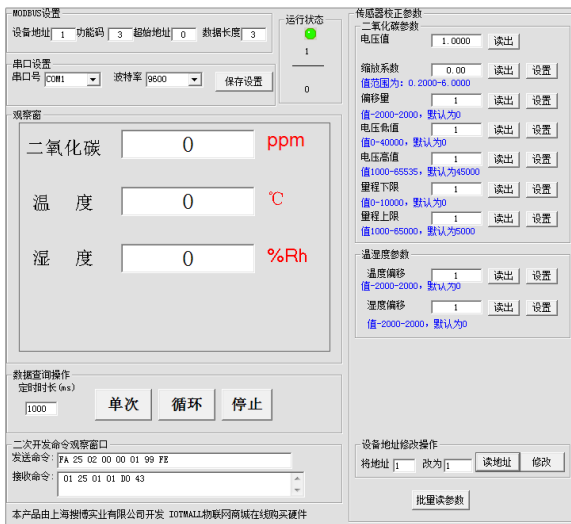 MODBUS设置
设备地址 1 功能码 3 超始地址 0 数据长度 3
运行状态
1
0
串口设置
串口号 COM1 波特率 9600 保存设置
观察窗
二氧化碳 0 ppm
温 度 0 ℃
湿 度 0 %Rh
数据查询操作
定时时长(ms)
1000 单次 循环 停止
二次开发命令观察窗口
发送命令: FA 25 02 00 00 01 99 FE
接收命令: 01 25 01 01 D0 43
本产品由上海搜博实业有限公司开发 IOTMALL物联网商城在线购买硬件
传感器校正参数
二氧化碳参数
电压值 1.0000 读出
缩放系数 0.00 读出 设置
值范围为: 0.2000-6.0000
偏移量 1 读出 设置
值-2000-2000，默认为0
电压低值 1 读出 设置
值0-40000，默认为0
电压高值 1 读出 设置
值1000-65535，默认为45000
量程下限 1 读出 设置
值0-10000，默认为0
量程上限 1 读出 设置
值1000-65000，默认为5000
温湿度参数
温度偏移 1 读出 设置
值-2000-2000，默认为0
湿度偏移 1 读出 设置
值-2000-2000，默认为0
设备地址修改操作
将地址 1 改为 1 读地址 修改
批量读参数